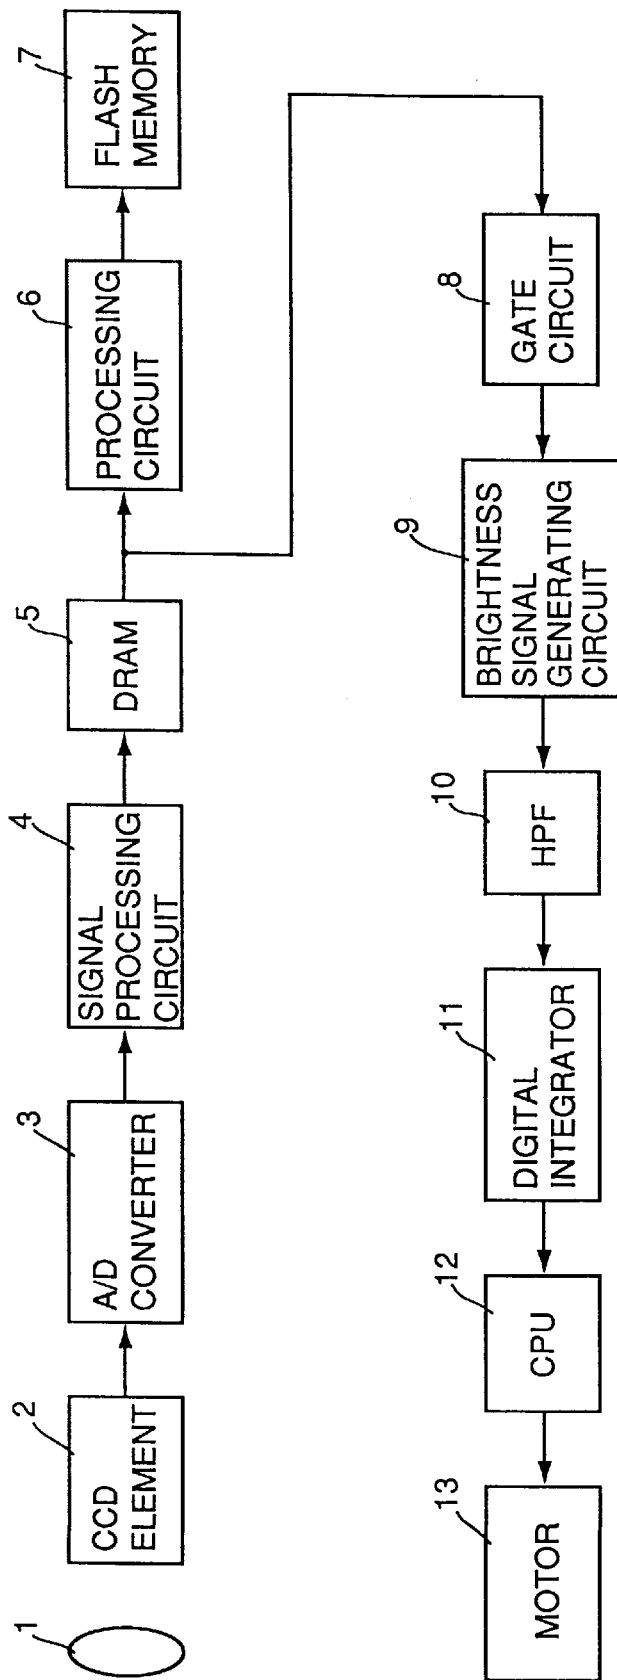 1
2
CCD
ELEMENT
3
A/D
CONVERTER
4
SIGNAL
PROCESSING
CIRCUIT
5
DRAM
6
PROCESSING
CIRCUIT
7
FLASH
MEMORY
13
MOTOR
12
CPU
11
DIGITAL
INTEGRATOR
10
HPF
9
BRIGHTNESS
SIGNAL
GENERATING
CIRCUIT
8
GATE
CIRCUIT